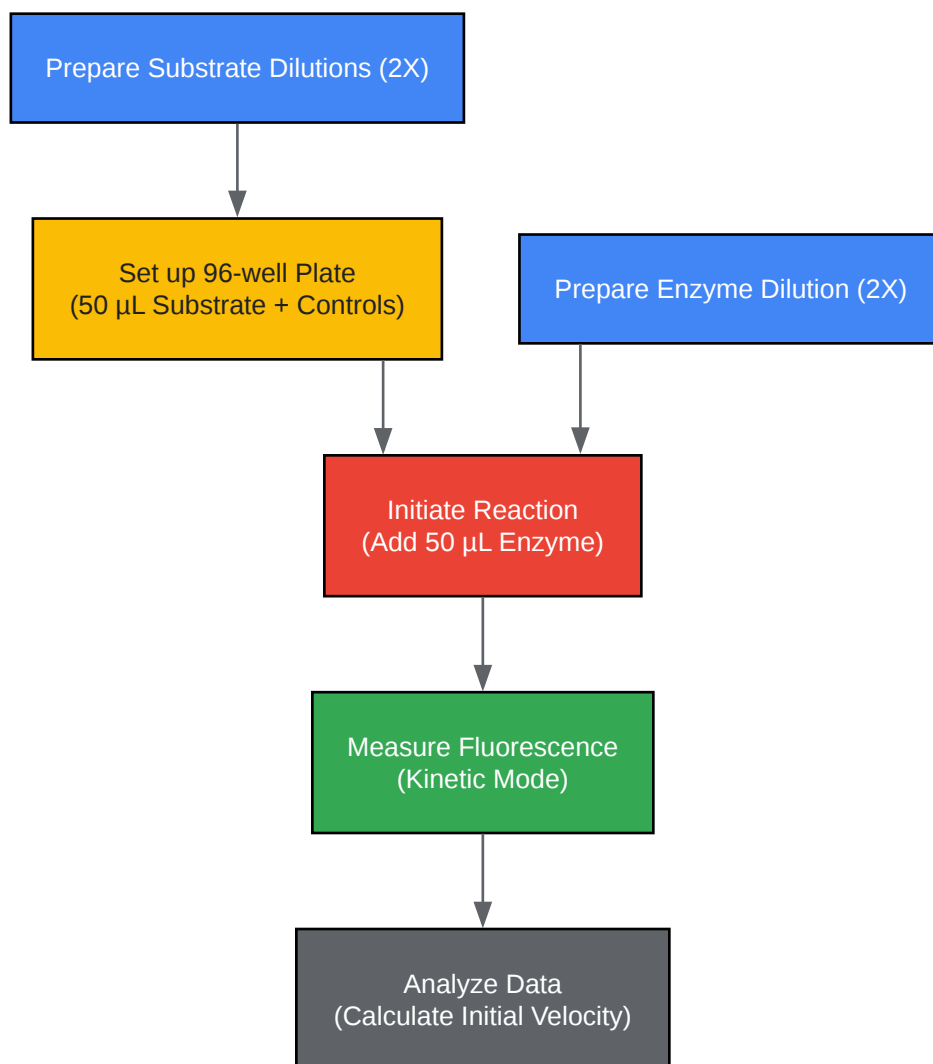 Prepare Substrate Dilutions (2X)
Set up 96-well Plate
(50 µL Substrate + Controls)
Prepare Enzyme Dilution (2X)
Initiate Reaction
(Add 50 µL Enzyme)
Measure Fluorescence
(Kinetic Mode)
Analyze Data
(Calculate Initial Velocity)